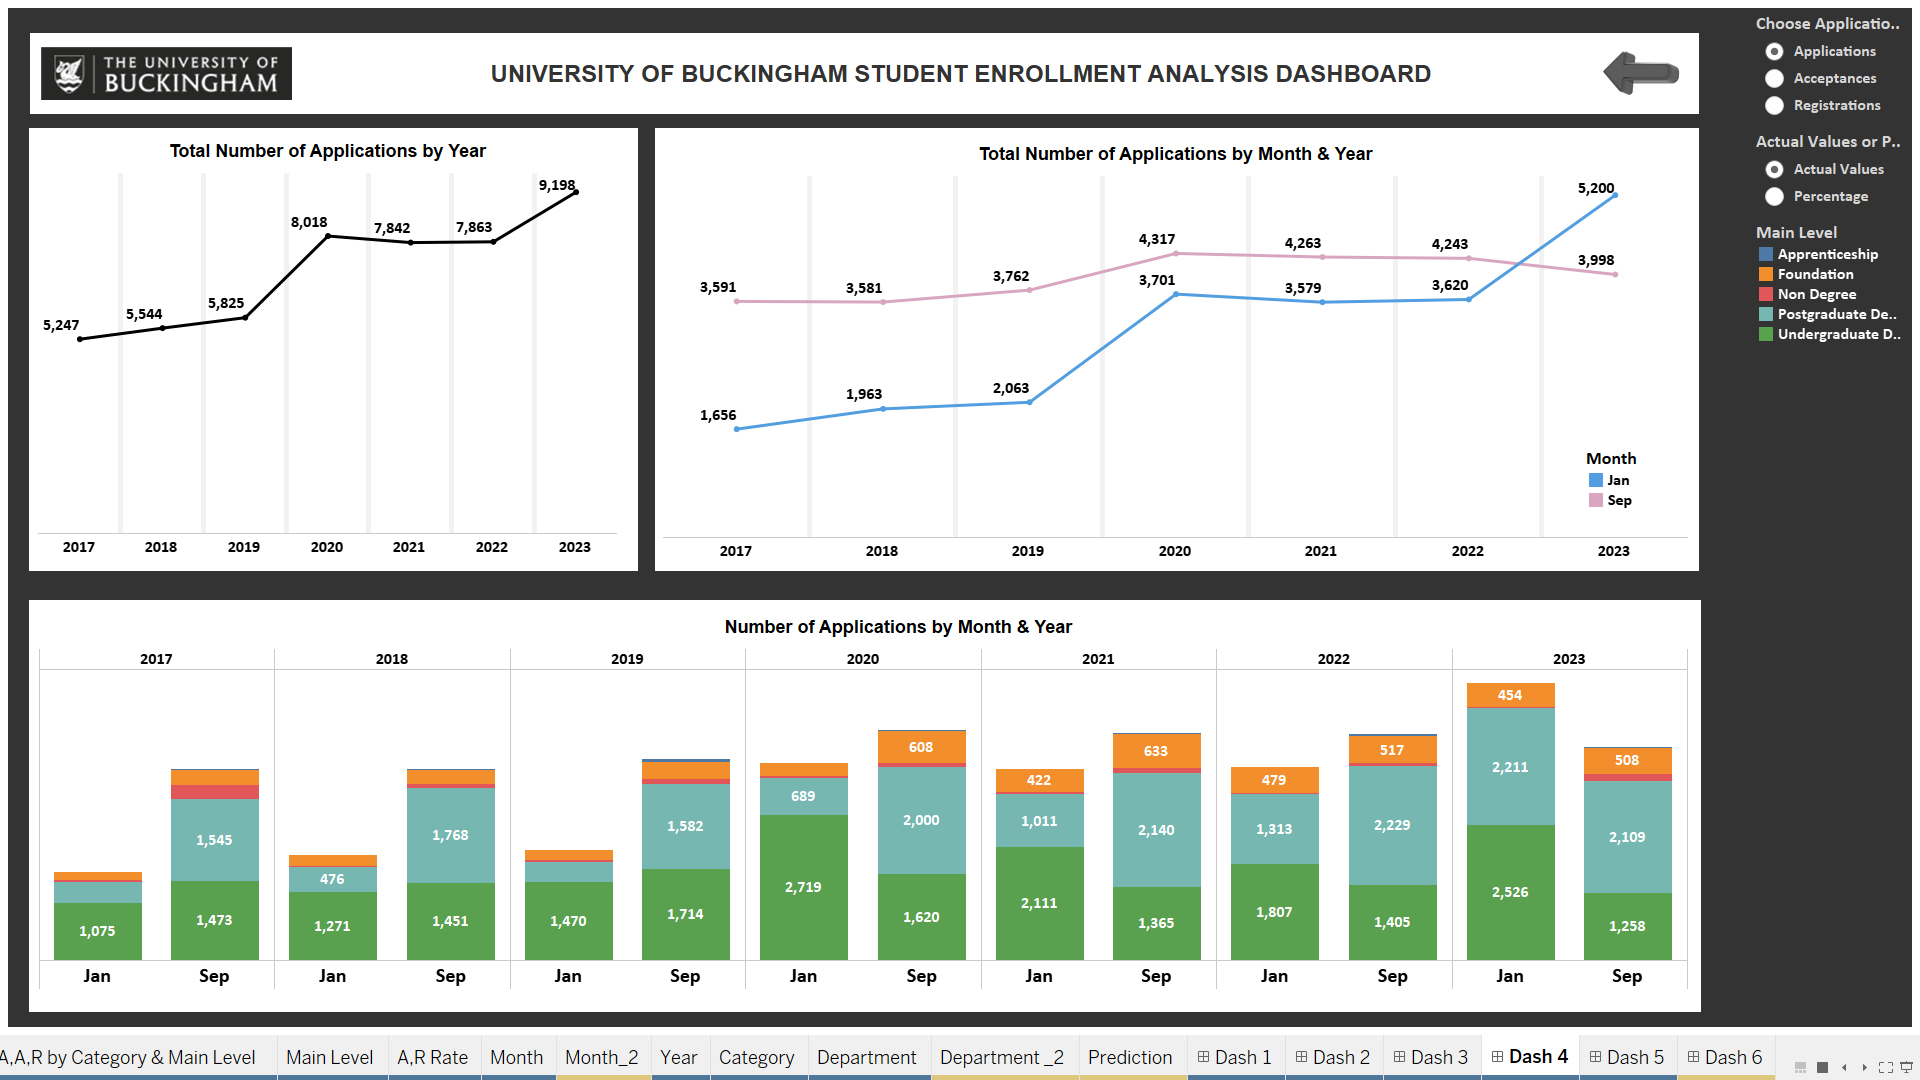 THE UNIVERSITY OF
BUCKINGHAM
UNIVERSITY OF BUCKINGHAM STUDENT ENROLLMENT ANALYSIS DASHBOARD
Choose Applicatio..
Applications
Acceptances
Registrations
Actual Values or P..
Actual Values
Percentage
Main Level
Apprenticeship
Foundation
Non Degree
Postgraduate De..
Undergraduate D..
Total Number of Applications by Year
5,247
5,544
5,825
8,018
7,842
7,863
9,198
2017 2018 2019 2020 2021 2022 2023
Total Number of Applications by Month & Year
3,591
3,581
3,762
4,317
4,263
4,243
3,998
1,656
1,963
2,063
3,701
3,579
3,620
5,200
Month
Jan
Sep
2017 2018 2019 2020 2021 2022 2023
Number of Applications by Month & Year
2017 2018 2019 2020 2021 2022 2023
1,075
1,545
1,473
476
1,271
1,768
1,451
1,470
1,582
1,714
689
2,719
608
2,000
1,620
422
1,011
2,111
633
2,140
1,365
479
1,313
1,807
517
2,229
1,405
454
2,211
2,526
508
2,109
1,258
Jan Sep Jan Sep Jan Sep Jan Sep Jan Sep Jan Sep Jan Sep
A,A,R by Category & Main Level Main Level A,R Rate Month Month_2 Year Category Department Department _2 Prediction Dash 1 Dash 2 Dash 3 Dash 4 Dash 5 Dash 6